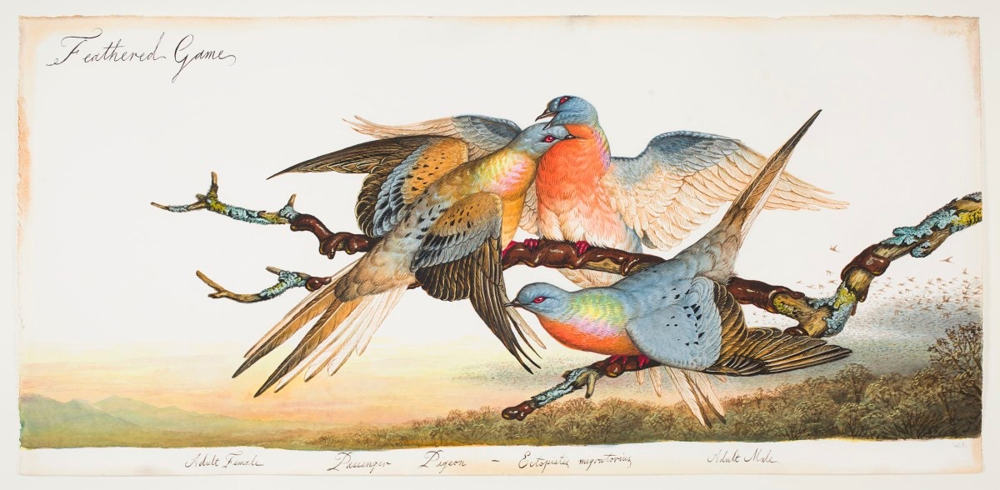 Feathered Game
Adult Female Passenger Pigeon – Ectopistes migratorius Adult Male